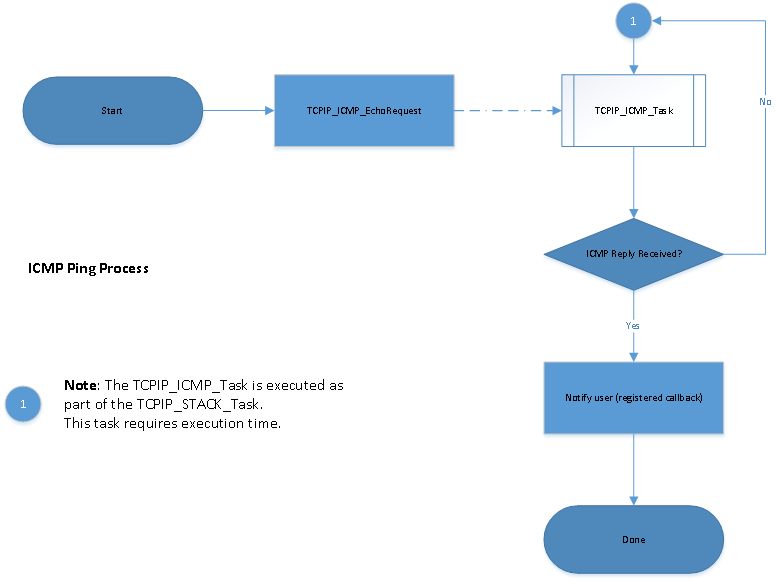 1
Start
TCPIP_ICMP_EchoRequest
TCPIP_ICMP_Task
No
ICMP Reply Received?
ICMP Ping Process
Yes
1
Note: The TCPIP_ICMP_Task is executed as
part of the TCPIP_STACK_Task.
This task requires execution time.
Notify user (registered callback)
Done